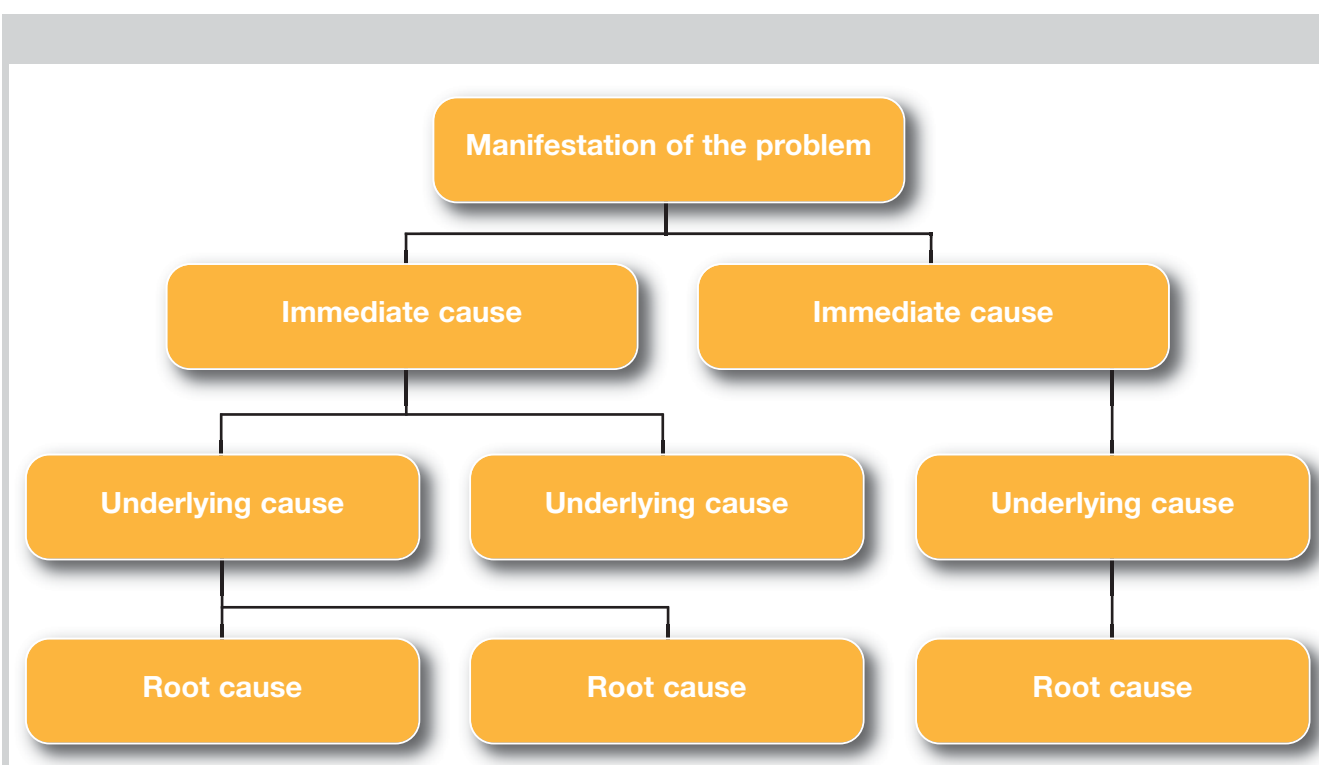 Manifestation of the problem
Immediate cause
Immediate cause
Underlying cause
Underlying cause
Underlying cause
Root cause
Root cause
Root cause